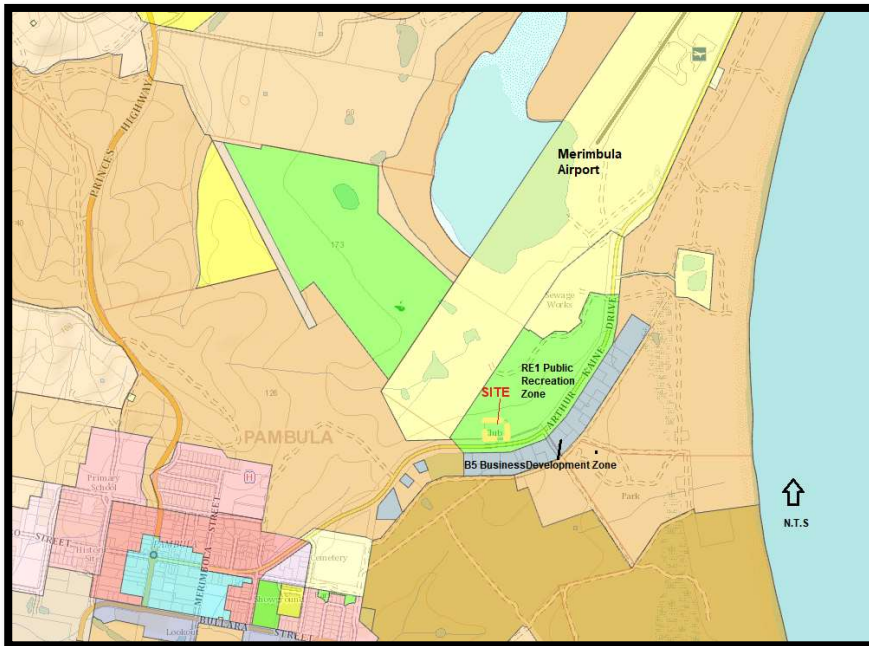 PRINCES HIGHWAY
Merimbula
Airport
173
Sewage
Works
ARTHUR KAINE DRIVE
RE1 Public
Recreation
Zone
SITE
126
PAMBULA
B5 BusinessDevelopment Zone
Park
Primary
School
H
STREET
Cemetery
MERIMBOLA STREET
BULLARA STREET
Lookout
N.T.S